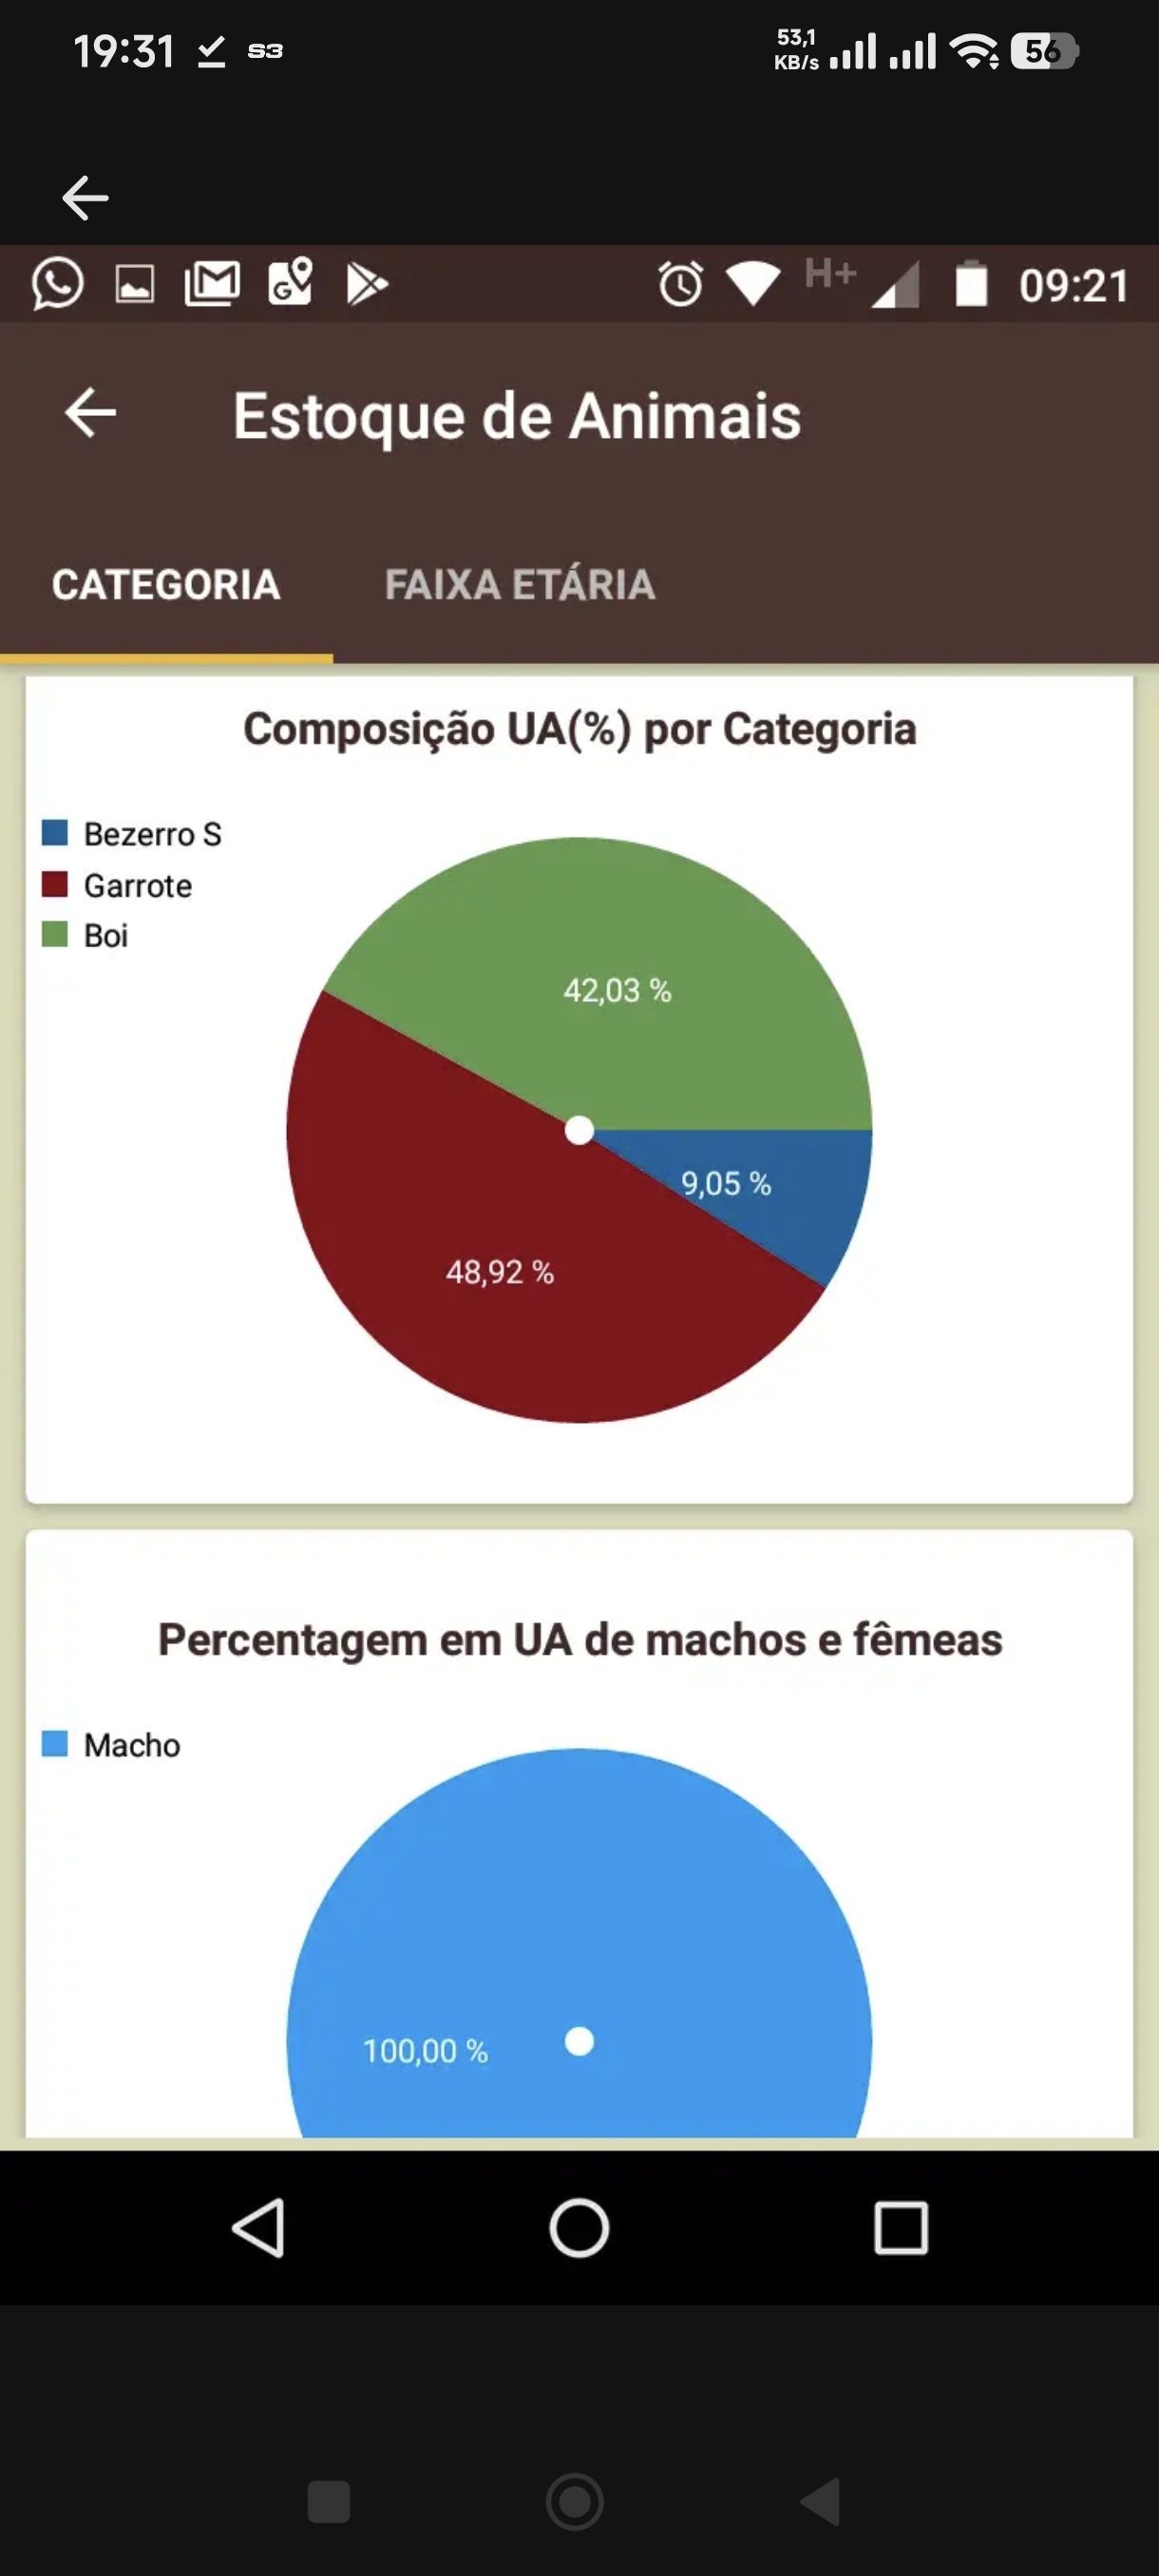 19:31 S3 53,1 KB/s 56
H+ 09:21
Estoque de Animais
CATEGORIA FAIXA ETÁRIA
Composição UA(%) por Categoria
Bezerro S
Garrote
Boi
42,03 %
9,05 %
48,92 %
Percentagem em UA de machos e fêmeas
Macho
100,00 %